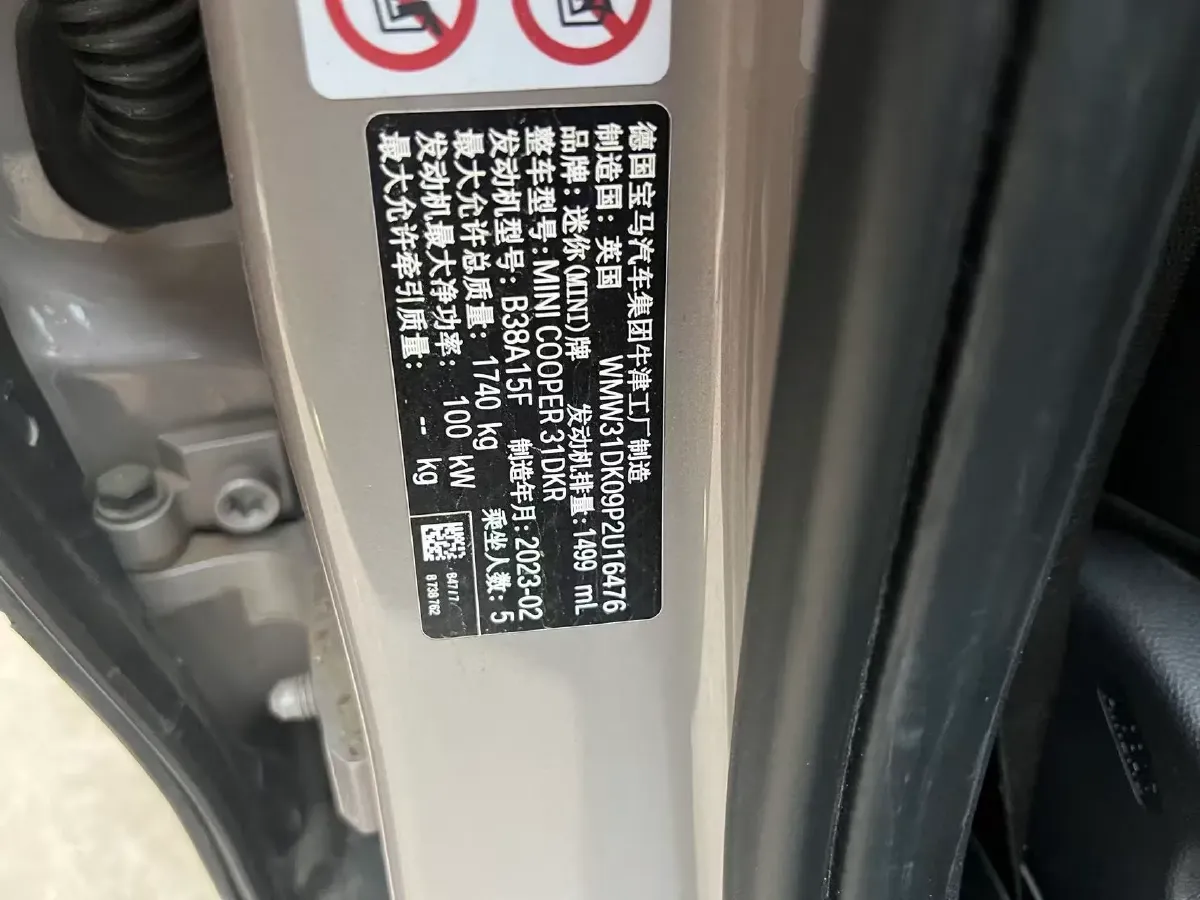 德国宝马汽车集团牛津工厂制造
制造国: 英国 WMW31DK09P2U16476
品牌: 迷你(MINI)牌 发动机排量: 1499 mL
整车型号: MINI COOPER 31DKR
发动机型号: B38A15F 制造年月: 2023-02
最大允许总质量: 1740 kg 乘坐人数: 5
发动机最大净功率: 100 kW
最大允许牵引质量: -- kg
8738762